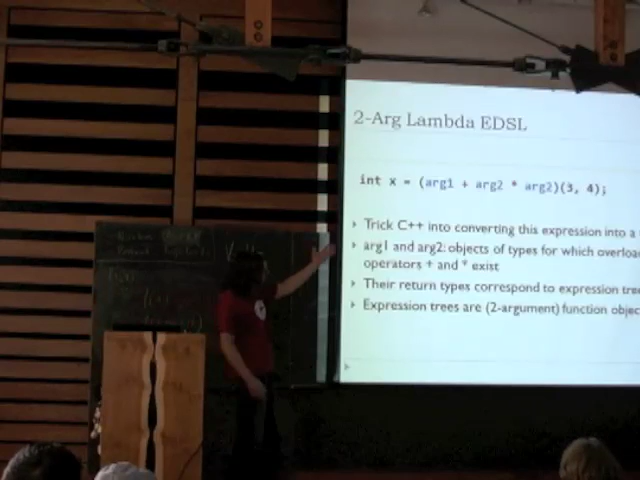 2-Arg Lambda EDSL
int x = (arg1 + arg2 * arg2)(3, 4);
Trick C++ into converting this expression into a
arg1 and arg2: objects of types for which overloa
operators + and * exist
Their return types correspond to expression tre
Expression trees are (2-argument) function objec